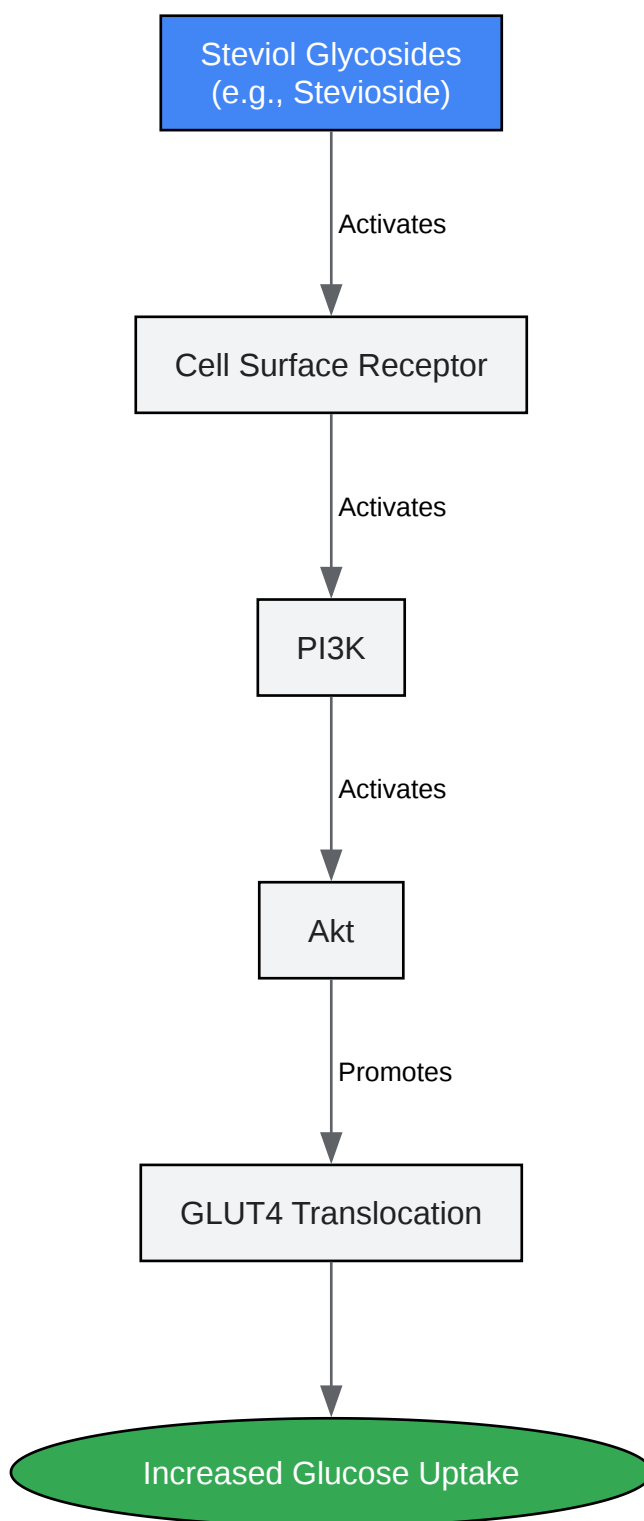 Steviol Glycosides
(e.g., Stevioside)
Activates
Cell Surface Receptor
Activates
PI3K
Activates
Akt
Promotes
GLUT4 Translocation
Increased Glucose Uptake